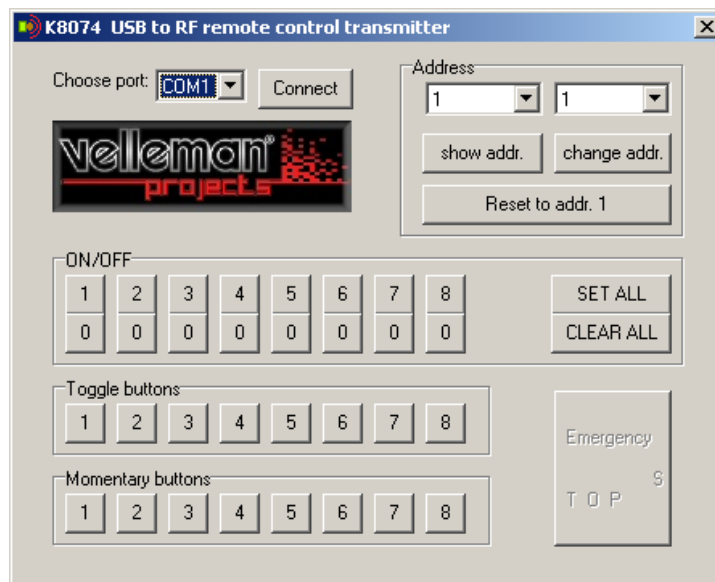 K8074 USB to RF remote control transmitter
Choose port: COM1 Connect
Address
1 1
show addr. change addr.
Reset to addr. 1
velleman®
projects
ON/OFF
1 2 3 4 5 6 7 8 SET ALL
0 0 0 0 0 0 0 0 CLEAR ALL
Toggle buttons
1 2 3 4 5 6 7 8
Momentary buttons
1 2 3 4 5 6 7 8
Emergency
S
T O P